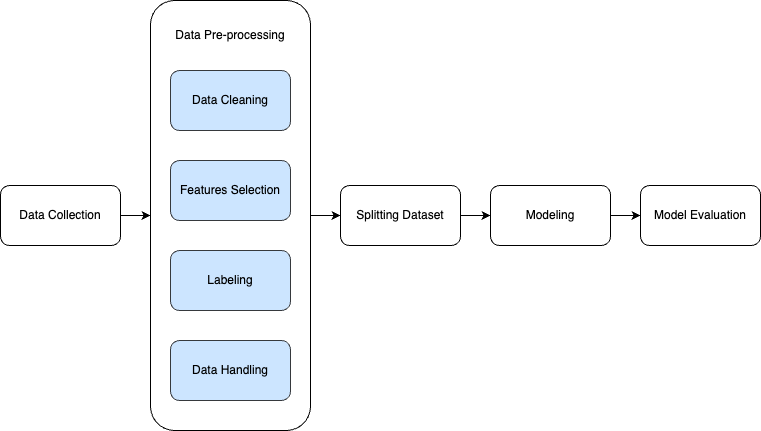 Data Collection
Data Pre-processing
Data Cleaning
Features Selection
Labeling
Data Handling
Splitting Dataset
Modeling
Model Evaluation